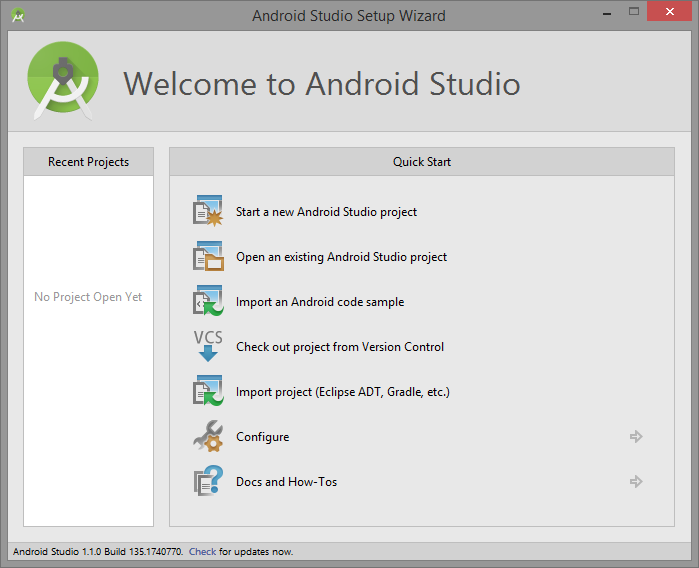 Android Studio Setup Wizard
Welcome to Android Studio
Recent Projects
No Project Open Yet
Quick Start
Start a new Android Studio project
Open an existing Android Studio project
Import an Android code sample
VCS
Check out project from Version Control
Import project (Eclipse ADT, Gradle, etc.)
Configure
Docs and How-Tos
Android Studio 1.1.0 Build 135.1740770. Check for updates now.